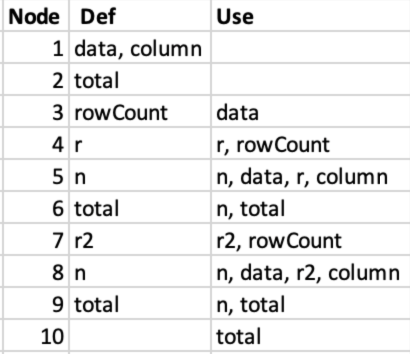 Node Def Use
1 data, column
2 total
3 rowCount data
4 r r, rowCount
5 n n, data, r, column
6 total n, total
7 r2 r2, rowCount
8 n n, data, r2, column
9 total n, total
10 total